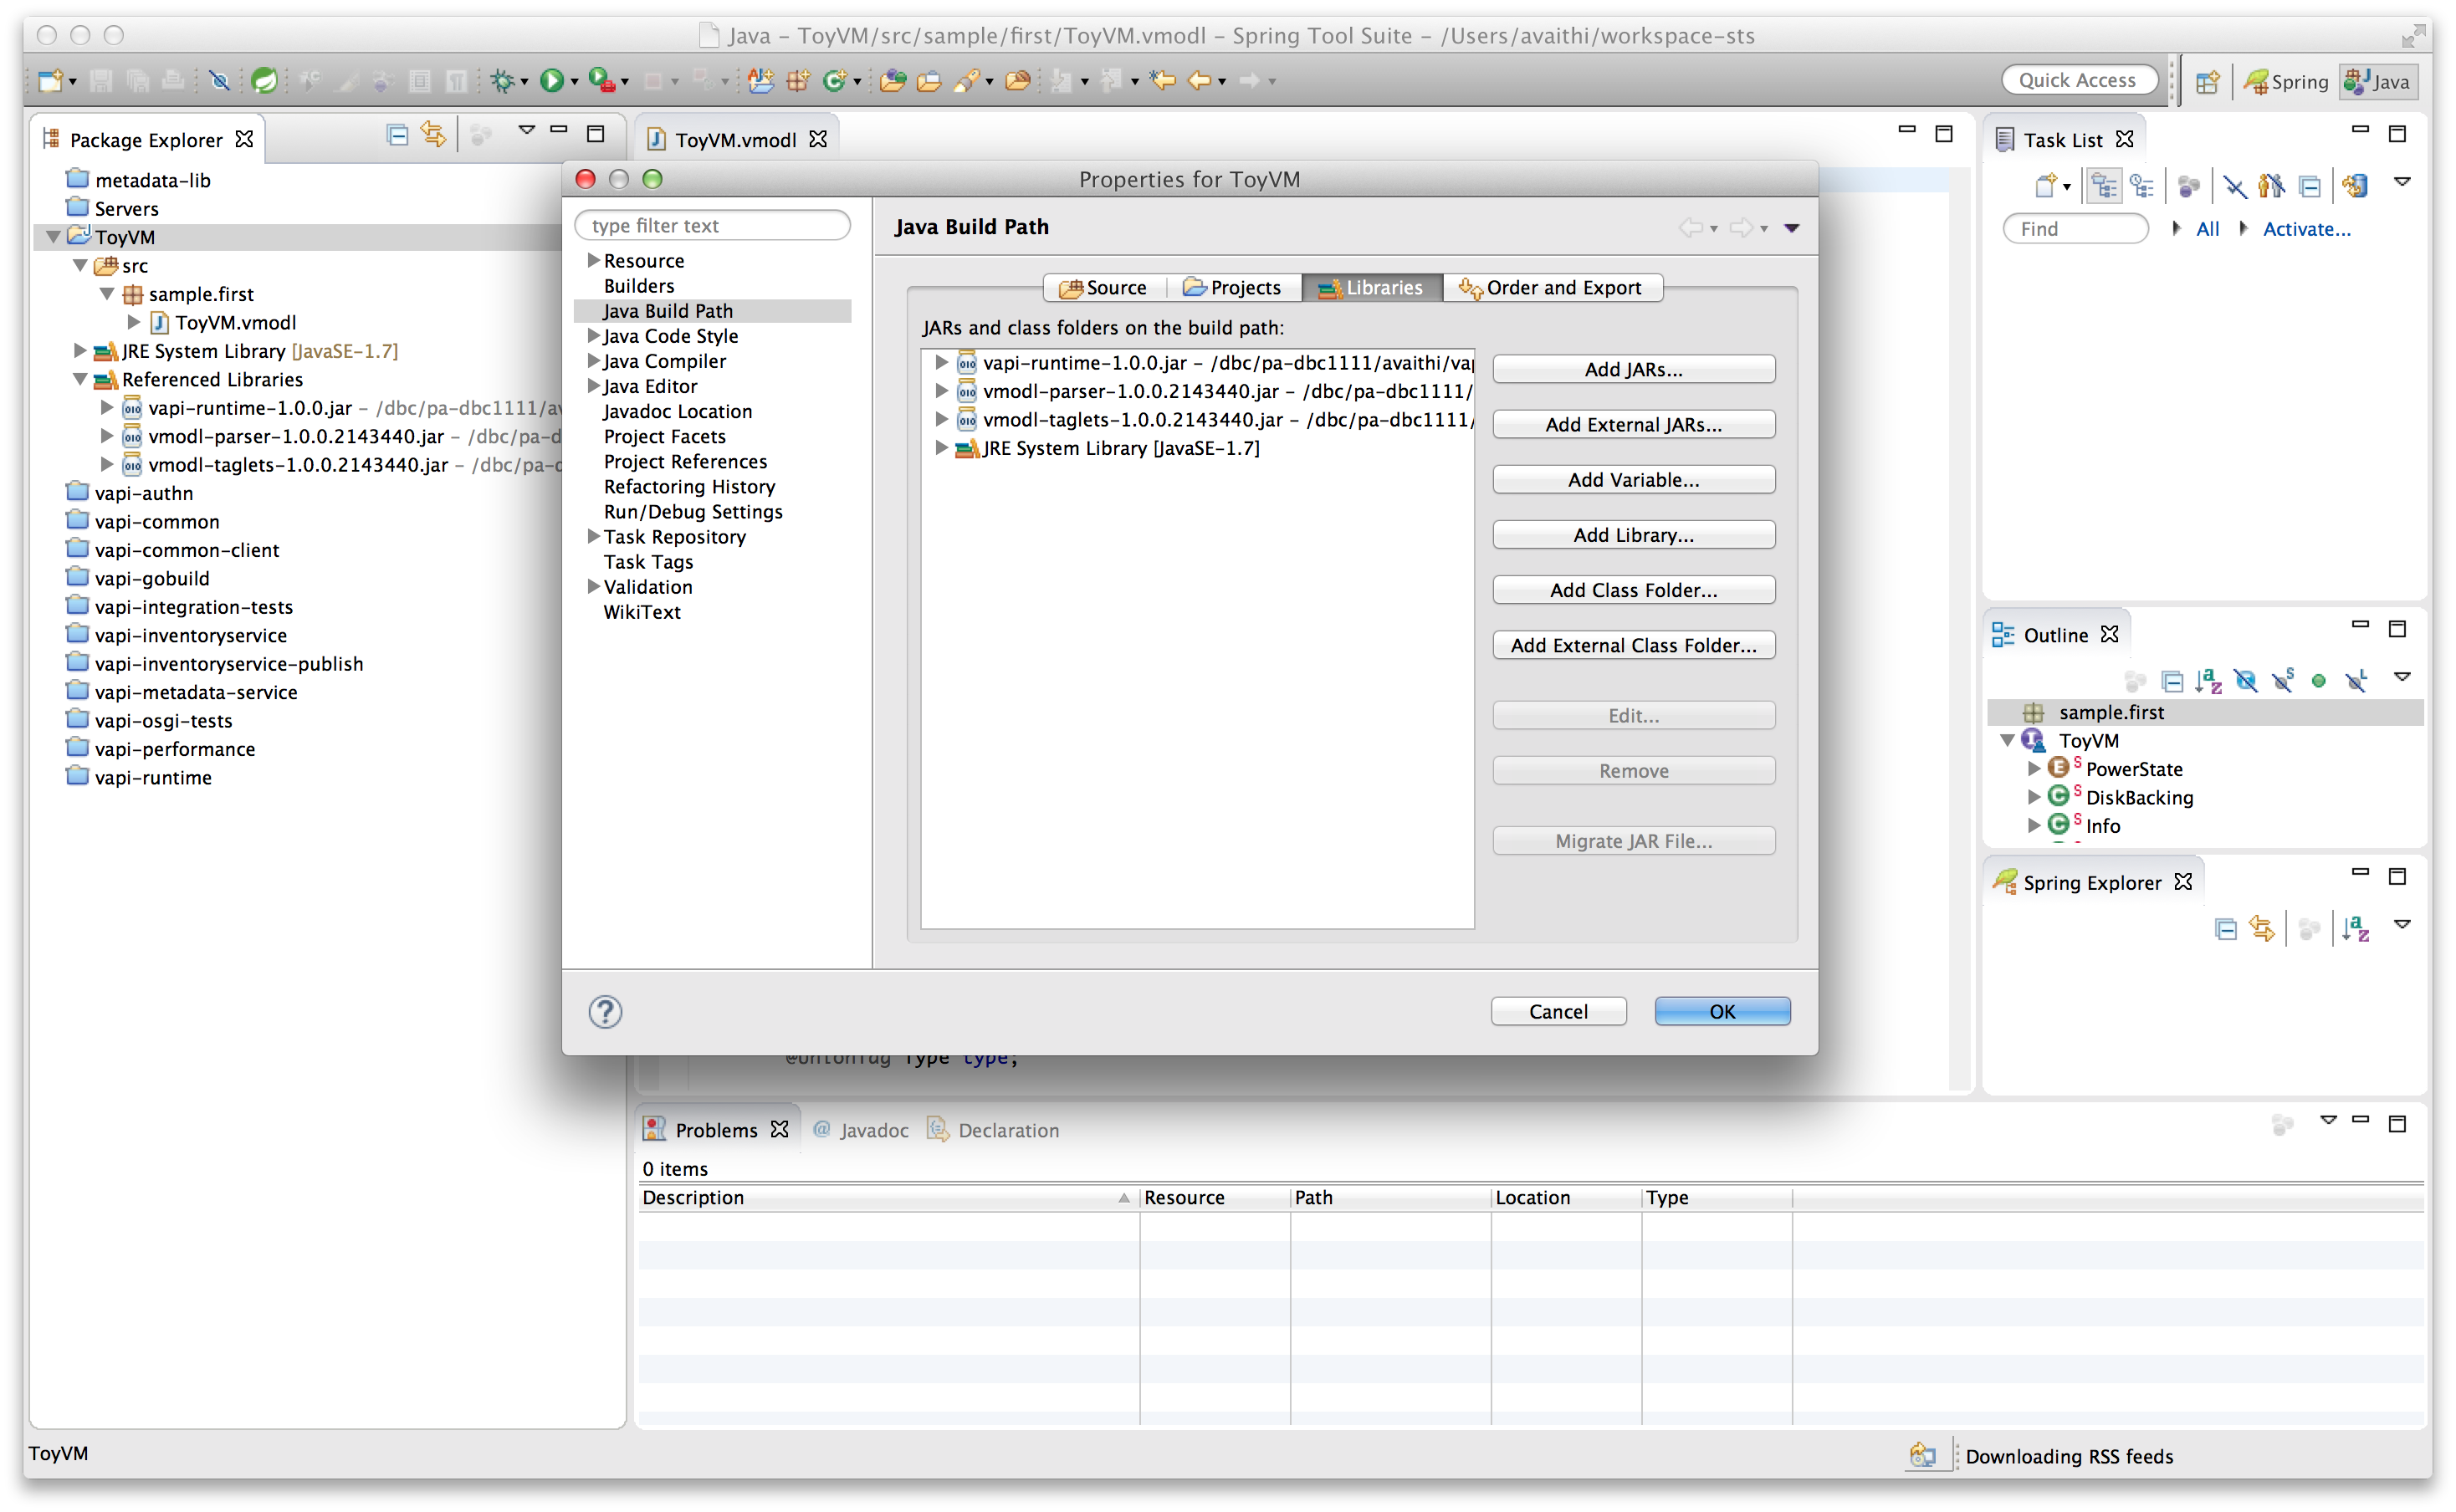 Java – ToyVM/src/sample/first/ToyVM.vmodl – Spring Tool Suite – /Users/avaithi/workspace-sts
Quick Access
Spring
Java
Package Explorer
metadata-lib
Servers
ToyVM
src
sample.first
ToyVM.vmodl
JRE System Library [JavaSE-1.7]
Referenced Libraries
vapi-runtime-1.0.0.jar – /dbc/pa-dbc1111/av
vmodl-parser-1.0.0.2143440.jar – /dbc/pa-d
vmodl-taglets-1.0.0.2143440.jar – /dbc/pa-d
vapi-authn
vapi-common
vapi-common-client
vapi-gobuild
vapi-integration-tests
vapi-inventoryservice
vapi-inventoryservice-publish
vapi-metadata-service
vapi-osgi-tests
vapi-performance
vapi-runtime
ToyVM.vmodl
Properties for ToyVM
type filter text
Resource
Builders
Java Build Path
Java Code Style
Java Compiler
Java Editor
Javadoc Location
Project Facets
Project References
Refactoring History
Run/Debug Settings
Task Repository
Task Tags
Validation
WikiText
Java Build Path
Source
Projects
Libraries
Order and Export
JARs and class folders on the build path:
vapi-runtime-1.0.0.jar – /dbc/pa-dbc1111/avaithi/vap
vmodl-parser-1.0.0.2143440.jar – /dbc/pa-dbc1111/
vmodl-taglets-1.0.0.2143440.jar – /dbc/pa-dbc1111/
JRE System Library [JavaSE-1.7]
Add JARs...
Add External JARs...
Add Variable...
Add Library...
Add Class Folder...
Add External Class Folder...
Edit...
Remove
Migrate JAR File...
Cancel
OK
@UnionTag Type type;
Task List
Find
All
Activate...
Outline
sample.first
ToyVM
PowerState
DiskBacking
Info
Spring Explorer
Problems
Javadoc
Declaration
0 items
Description
Resource
Path
Location
Type
ToyVM
Downloading RSS feeds